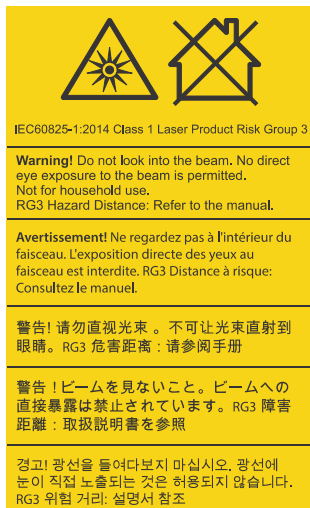 IEC60825-1:2014 Class 1 Laser Product Risk Group 3
Warning! Do not look into the beam. No direct
eye exposure to the beam is permitted.
Not for household use.
RG3 Hazard Distance: Refer to the manual.
Avertissement! Ne regardez pas à l'intérieur du
faisceau. L'exposition directe des yeux au
faisceau est interdite. RG3 Distance à risque:
Consultez le manuel.
警告! 请勿直视光束 。不可让光束直射到
眼睛。RG3 危害距离 : 请参阅手册
警告 ! ビームを見ないこと。ビームへの
直接暴露は禁止されています。RG3 障害
距離 : 取扱説明書を参照
경고! 광선을 들여다보지 마십시오. 광선에
눈이 직접 노출되는 것은 허용되지 않습니다.
RG3 위험 거리: 설명서 참조